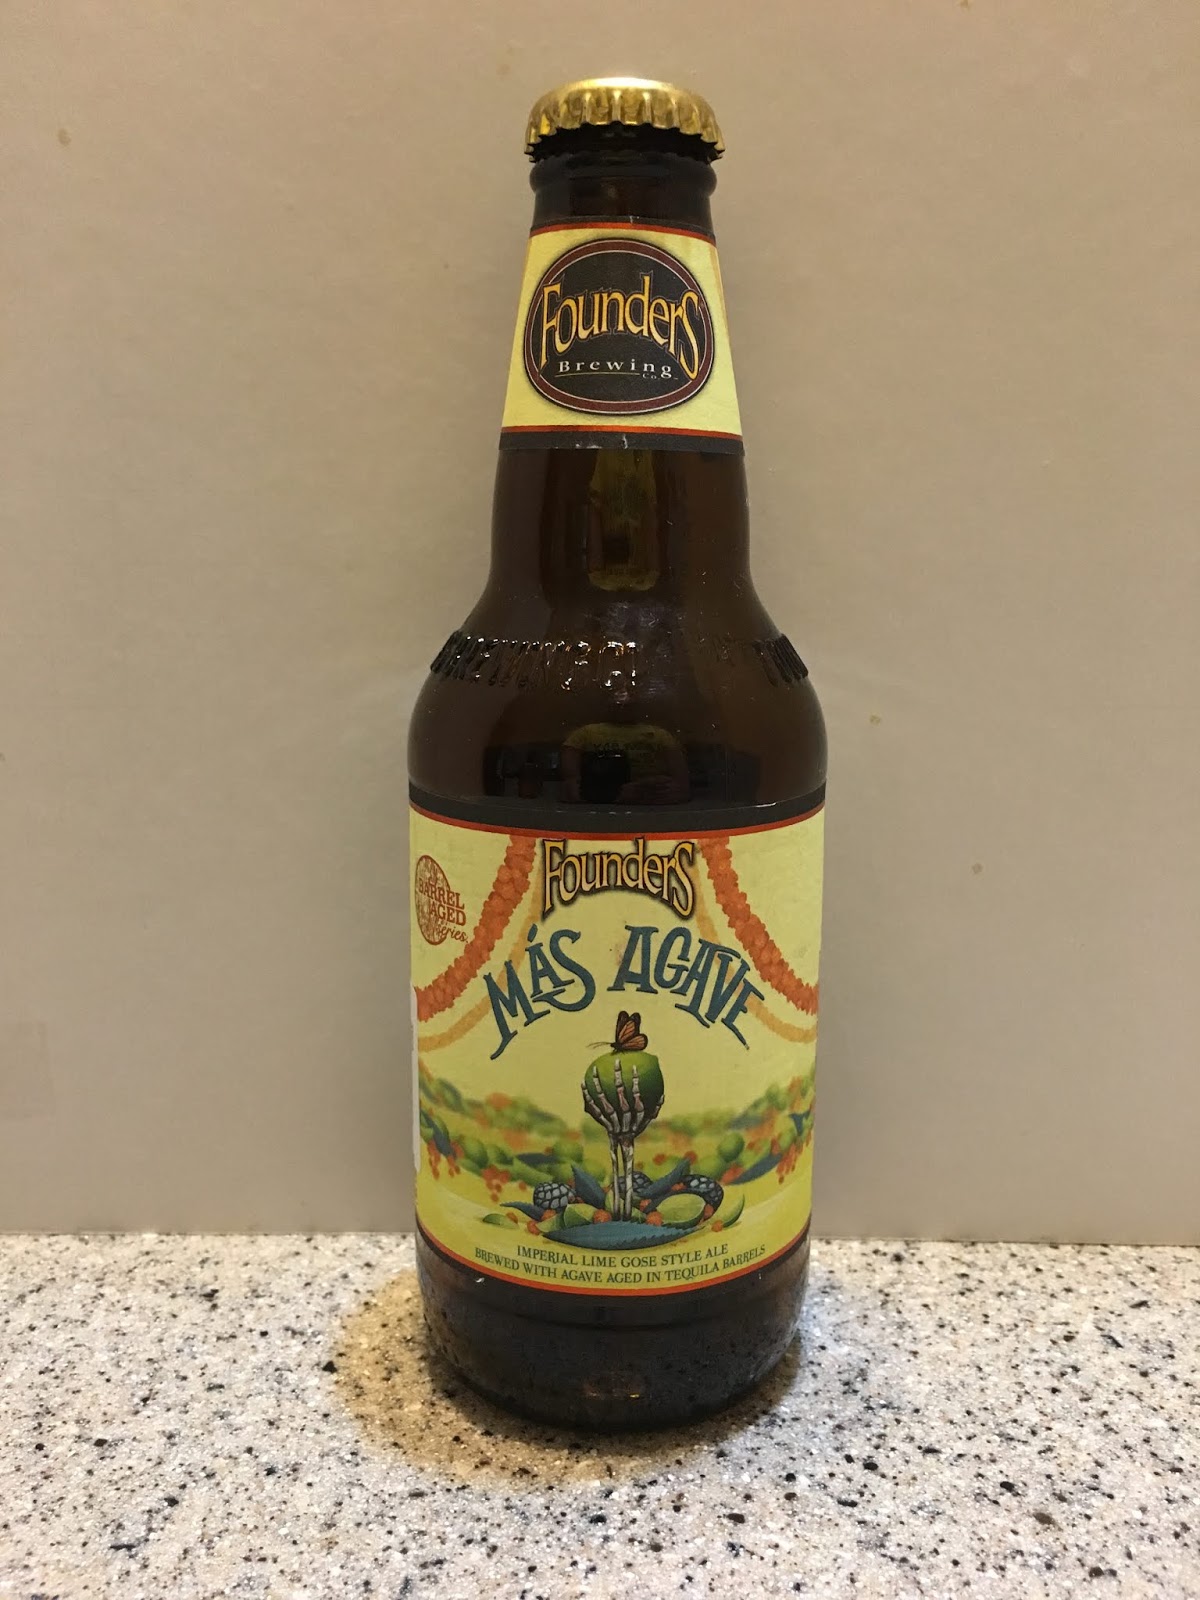 Founders
Brewing
Co.
BARREL
AGED
Series
Founders
MÁS AGAVE
IMPERIAL LIME GOSE STYLE ALE
BREWED WITH AGAVE AGED IN TEQUILA BARRELS